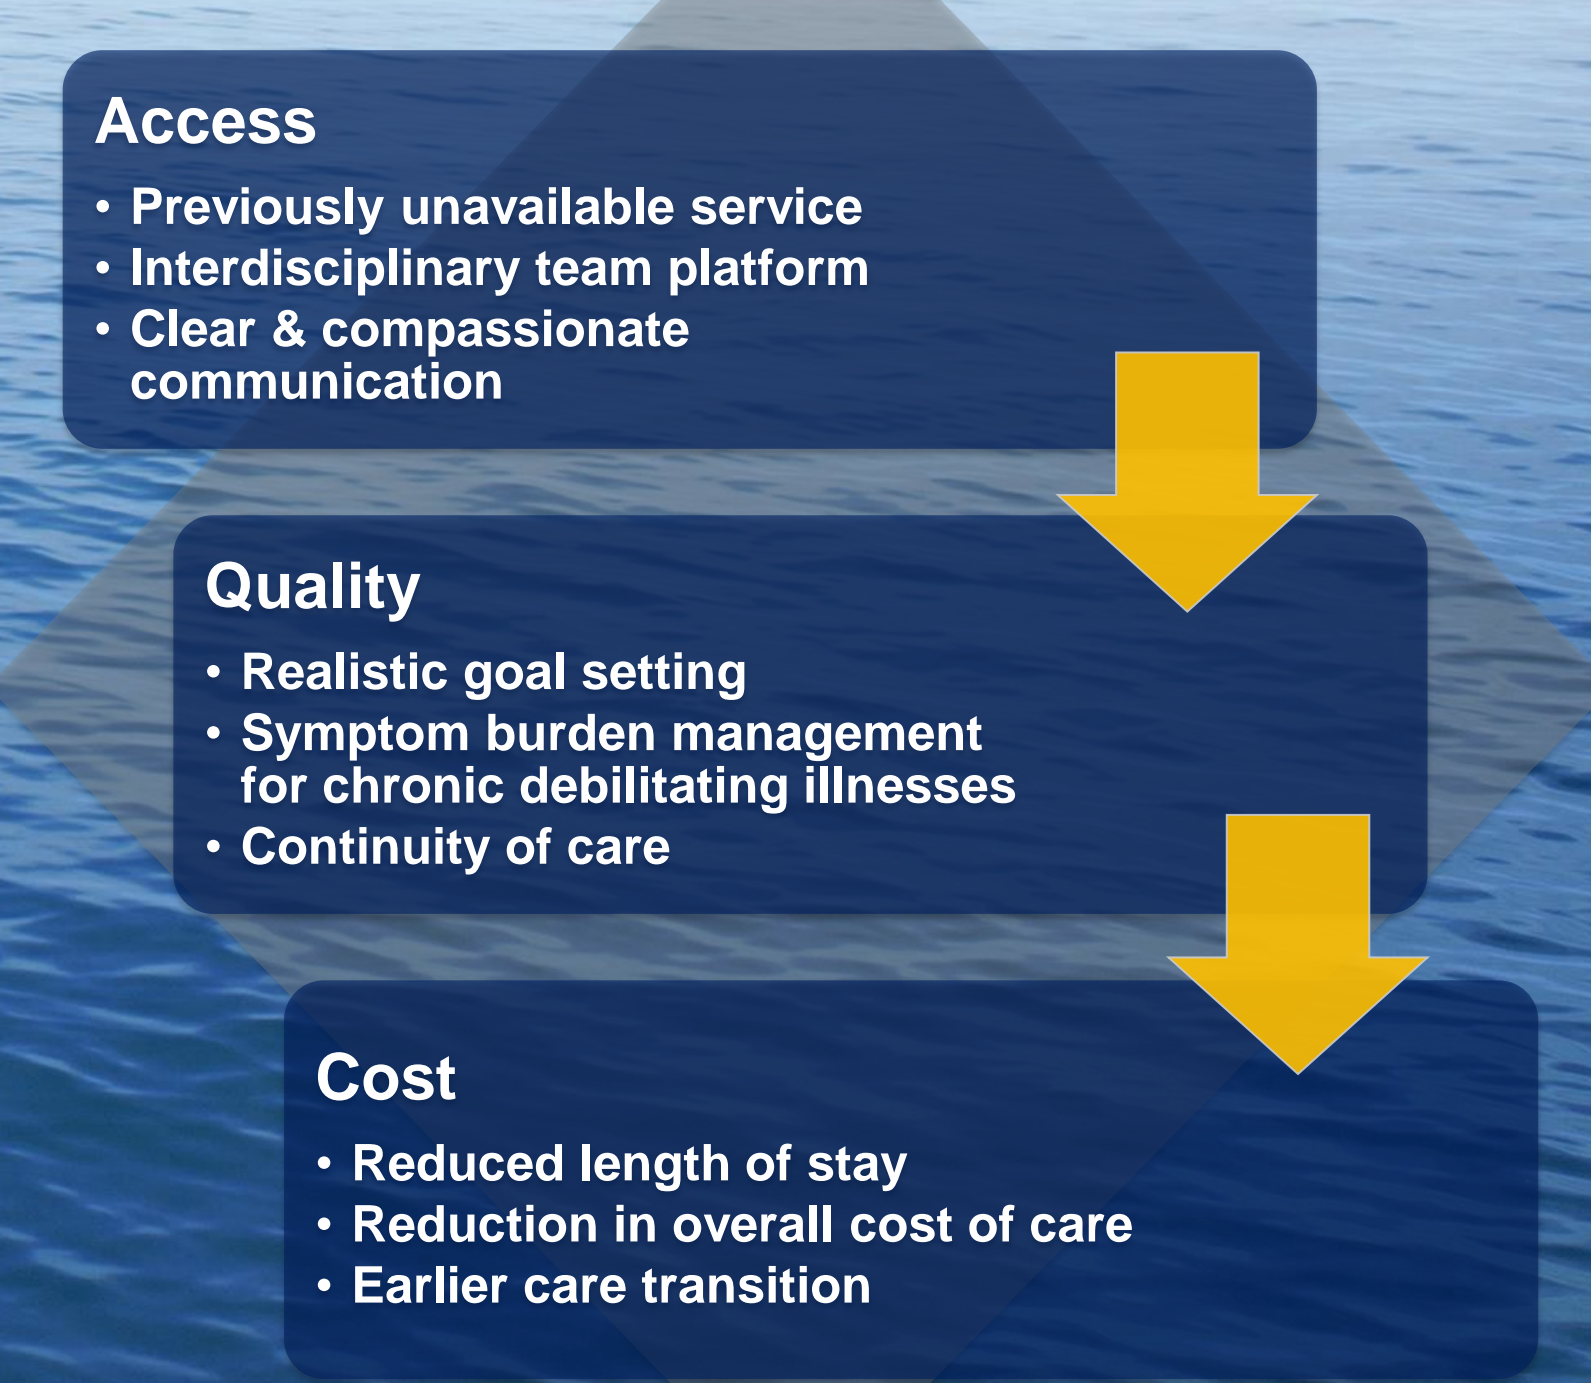 Access
• Previously unavailable service
• Interdisciplinary team platform
• Clear & compassionate
communication
Quality
• Realistic goal setting
• Symptom burden management
for chronic debilitating illnesses
• Continuity of care
Cost
• Reduced length of stay
• Reduction in overall cost of care
• Earlier care transition